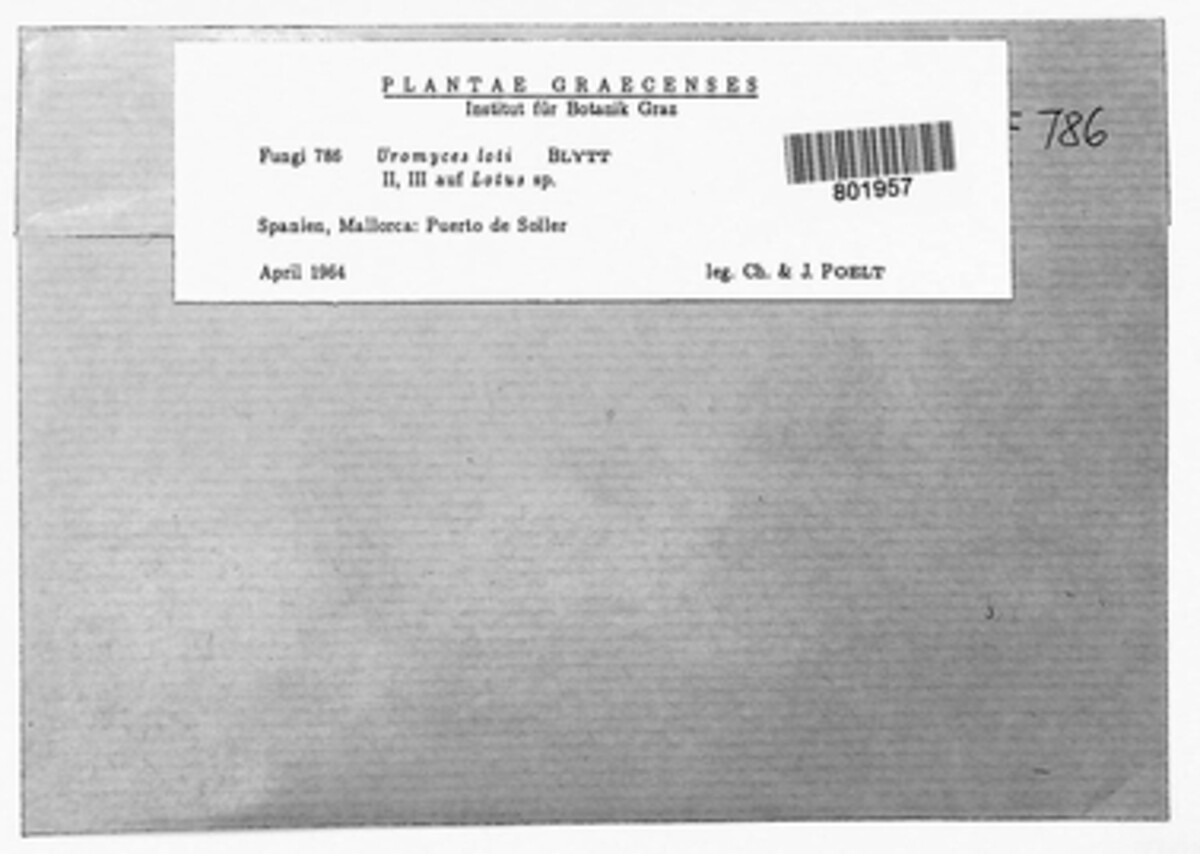 PLANTAE GRAECENSES
Institut für Botanik Graz
Fungi 786 Uromyces loti BLYTT
II, III auf Lotus sp.
Spanien, Mallorca: Puerto de Soller
April 1964 leg. Ch. & J. POELT
801957
F 786